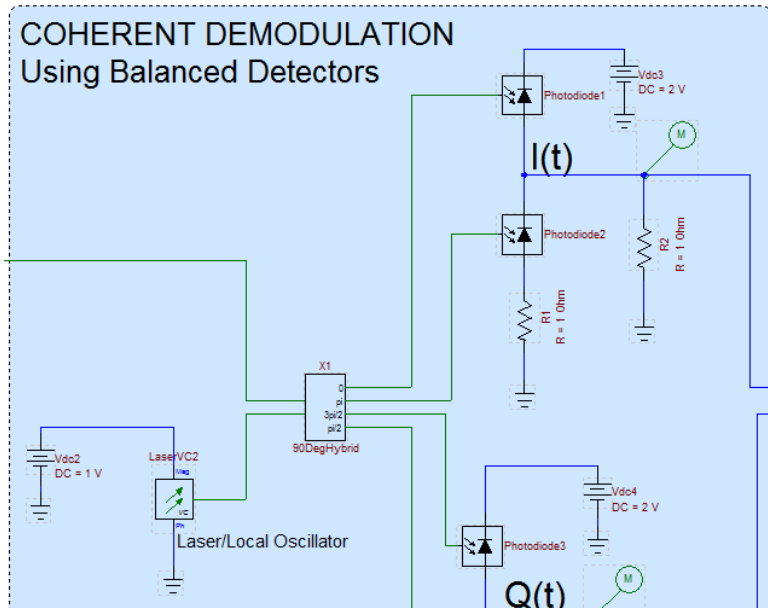 COHERENT DEMODULATION
Using Balanced Detectors
Vdc3
DC = 2 V
Photodiode1
M
I(t)
Photodiode2
R2
R = 1 Ohm
R1
R = 1 Ohm
X1
0
pi
3pi/2
pi/2
90DegHybrid
Vdc2
DC = 1 V
LaserVC2
Mag
VC
Ph
Laser/Local Oscillator
Vdc4
DC = 2 V
Photodiode3
M
Q(t)